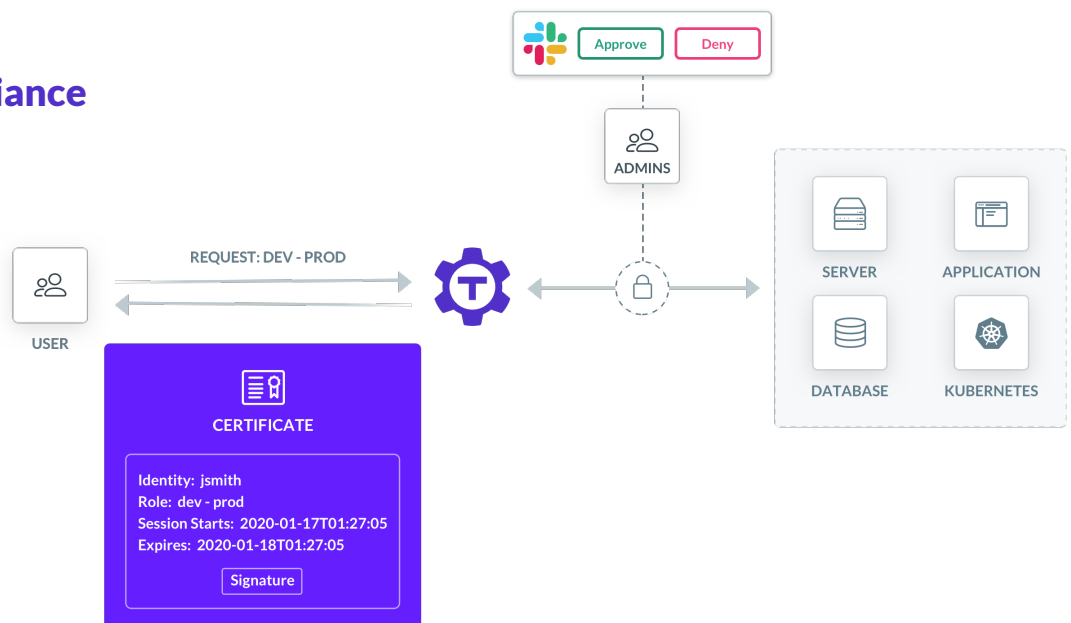 Approve
Deny
iance
ADMINS
REQUEST: DEV - PROD
T
USER
SERVER
APPLICATION
DATABASE
KUBERNETES
CERTIFICATE
Identity: jsmith
Role: dev - prod
Session Starts: 2020-01-17T01:27:05
Expires: 2020-01-18T01:27:05
Signature